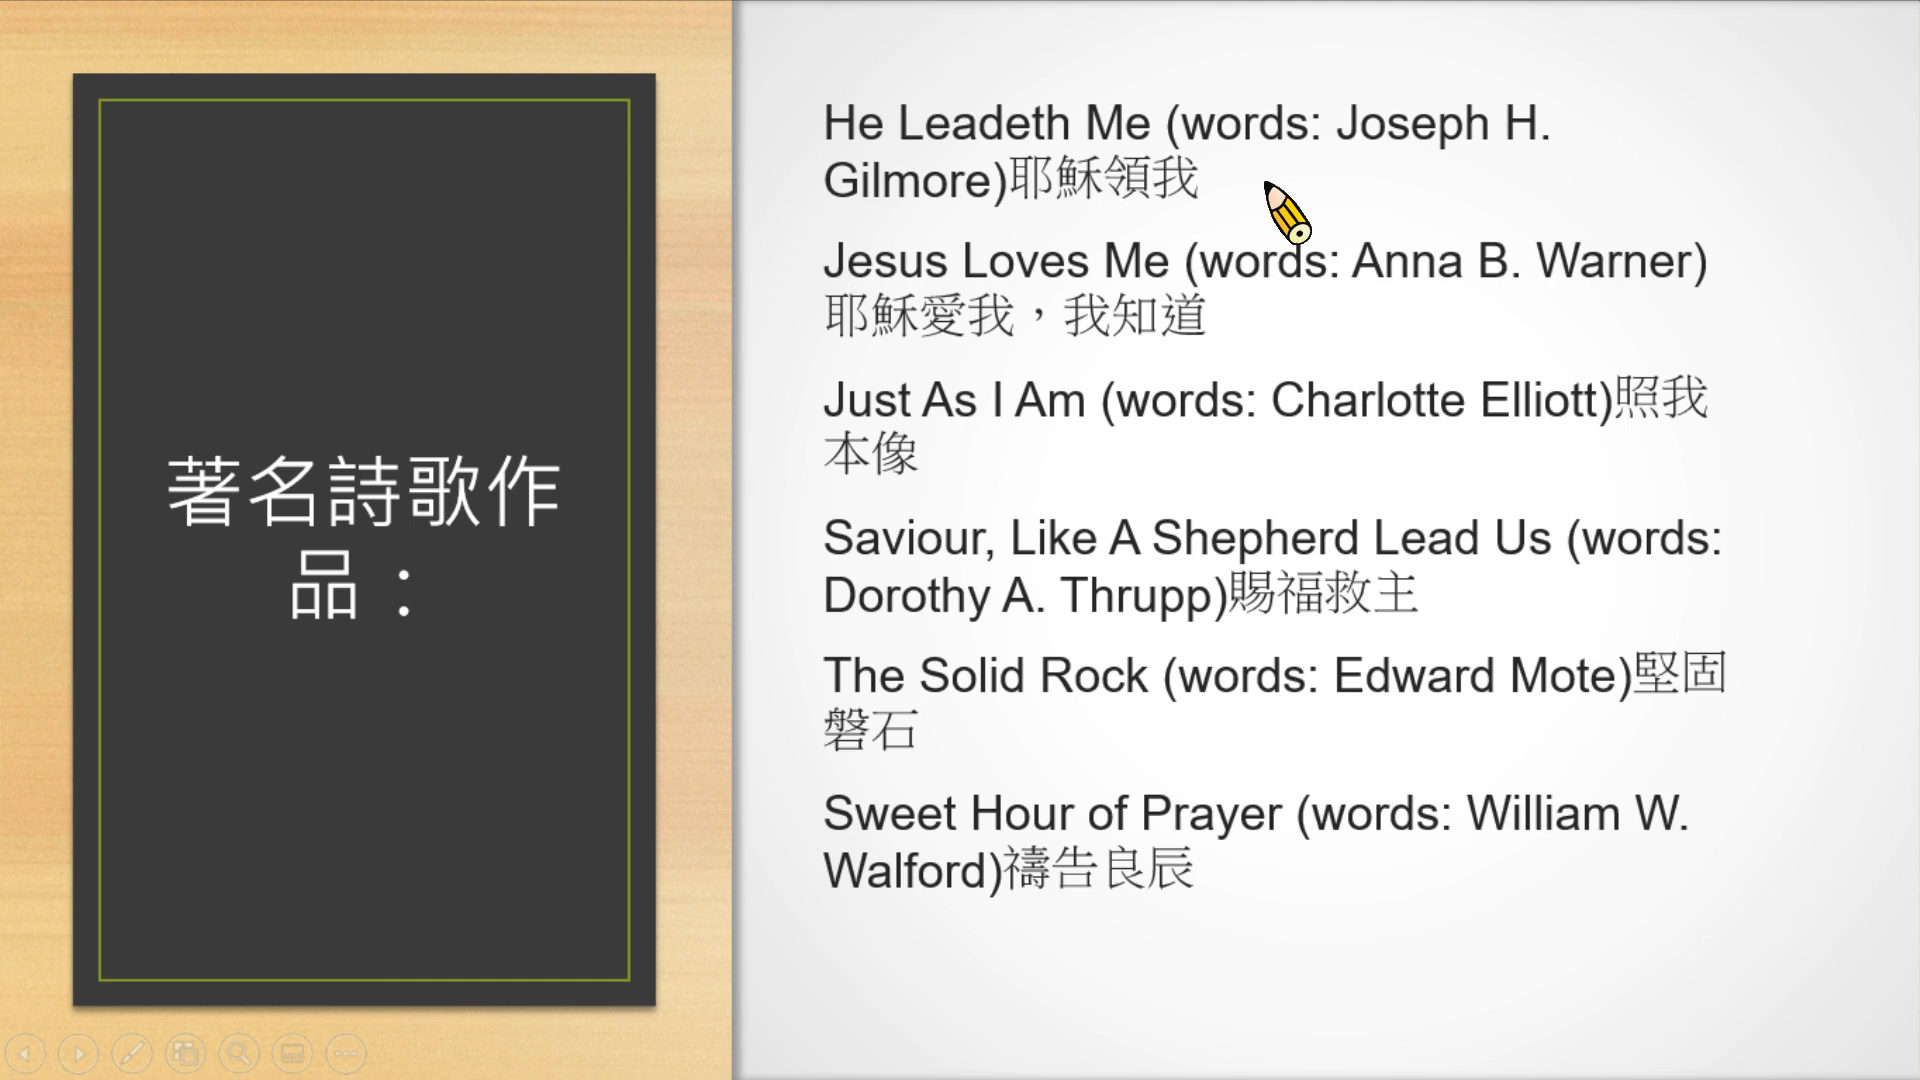 著名詩歌作
品：
He Leadeth Me (words: Joseph H.
Gilmore)耶穌領我
Jesus Loves Me (words: Anna B. Warner)
耶穌愛我，我知道
Just As I Am (words: Charlotte Elliott)照我
本像
Saviour, Like A Shepherd Lead Us (words:
Dorothy A. Thrupp)賜福救主
The Solid Rock (words: Edward Mote)堅固
磐石
Sweet Hour of Prayer (words: William W.
Walford)禱告良辰